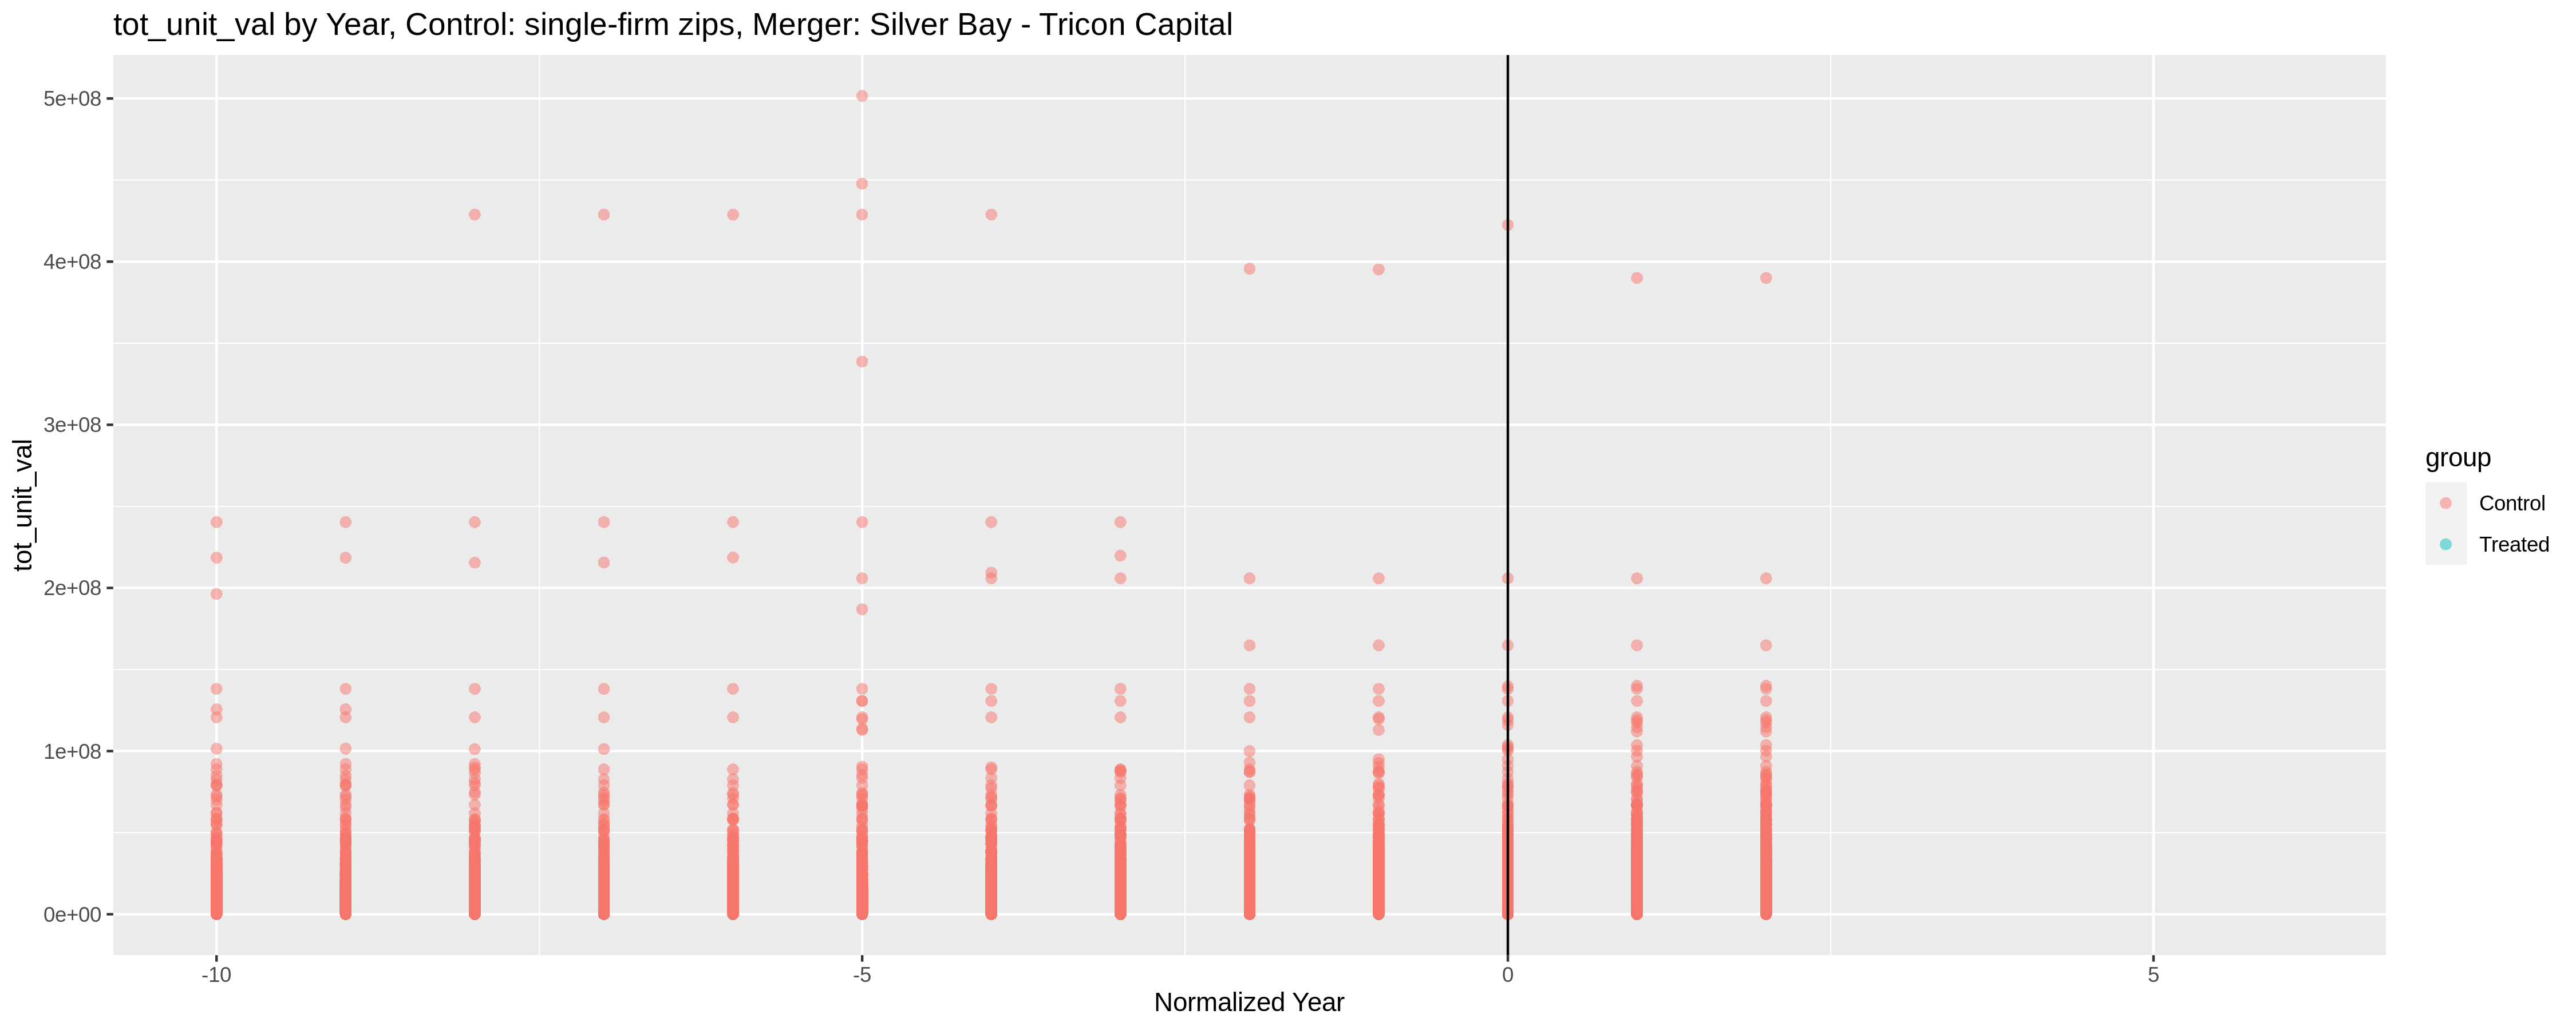 tot_unit_val by Year, Control: single-firm zips, Merger: Silver Bay - Tricon Capital
tot_unit_val
5e+08
4e+08
3e+08
2e+08
1e+08
0e+00
-10
-5
0
5
Normalized Year
group
Control
Treated